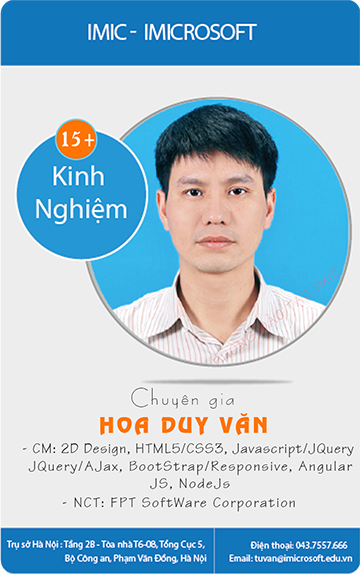 IMIC - IMICROSOFT
15+
Kinh
Nghiệm
Chuyên gia
HOA DUY VĂN
- CM: 2D Design, HTML5/CSS3, Javascript/JQuery
JQuery/AJax, BootStrap/Responsive, Angular
JS, NodeJs
- NCT: FPT SoftWare Corporation
Trụ sở Hà Nội : Tầng 2B - Tòa nhà T6-08, Tổng Cục 5,
Bộ Công an, Phạm Văn Đồng, Hà Nội
Điện thoại: 043.7557.666
Email: tuvan@imicrosoft.edu.vn